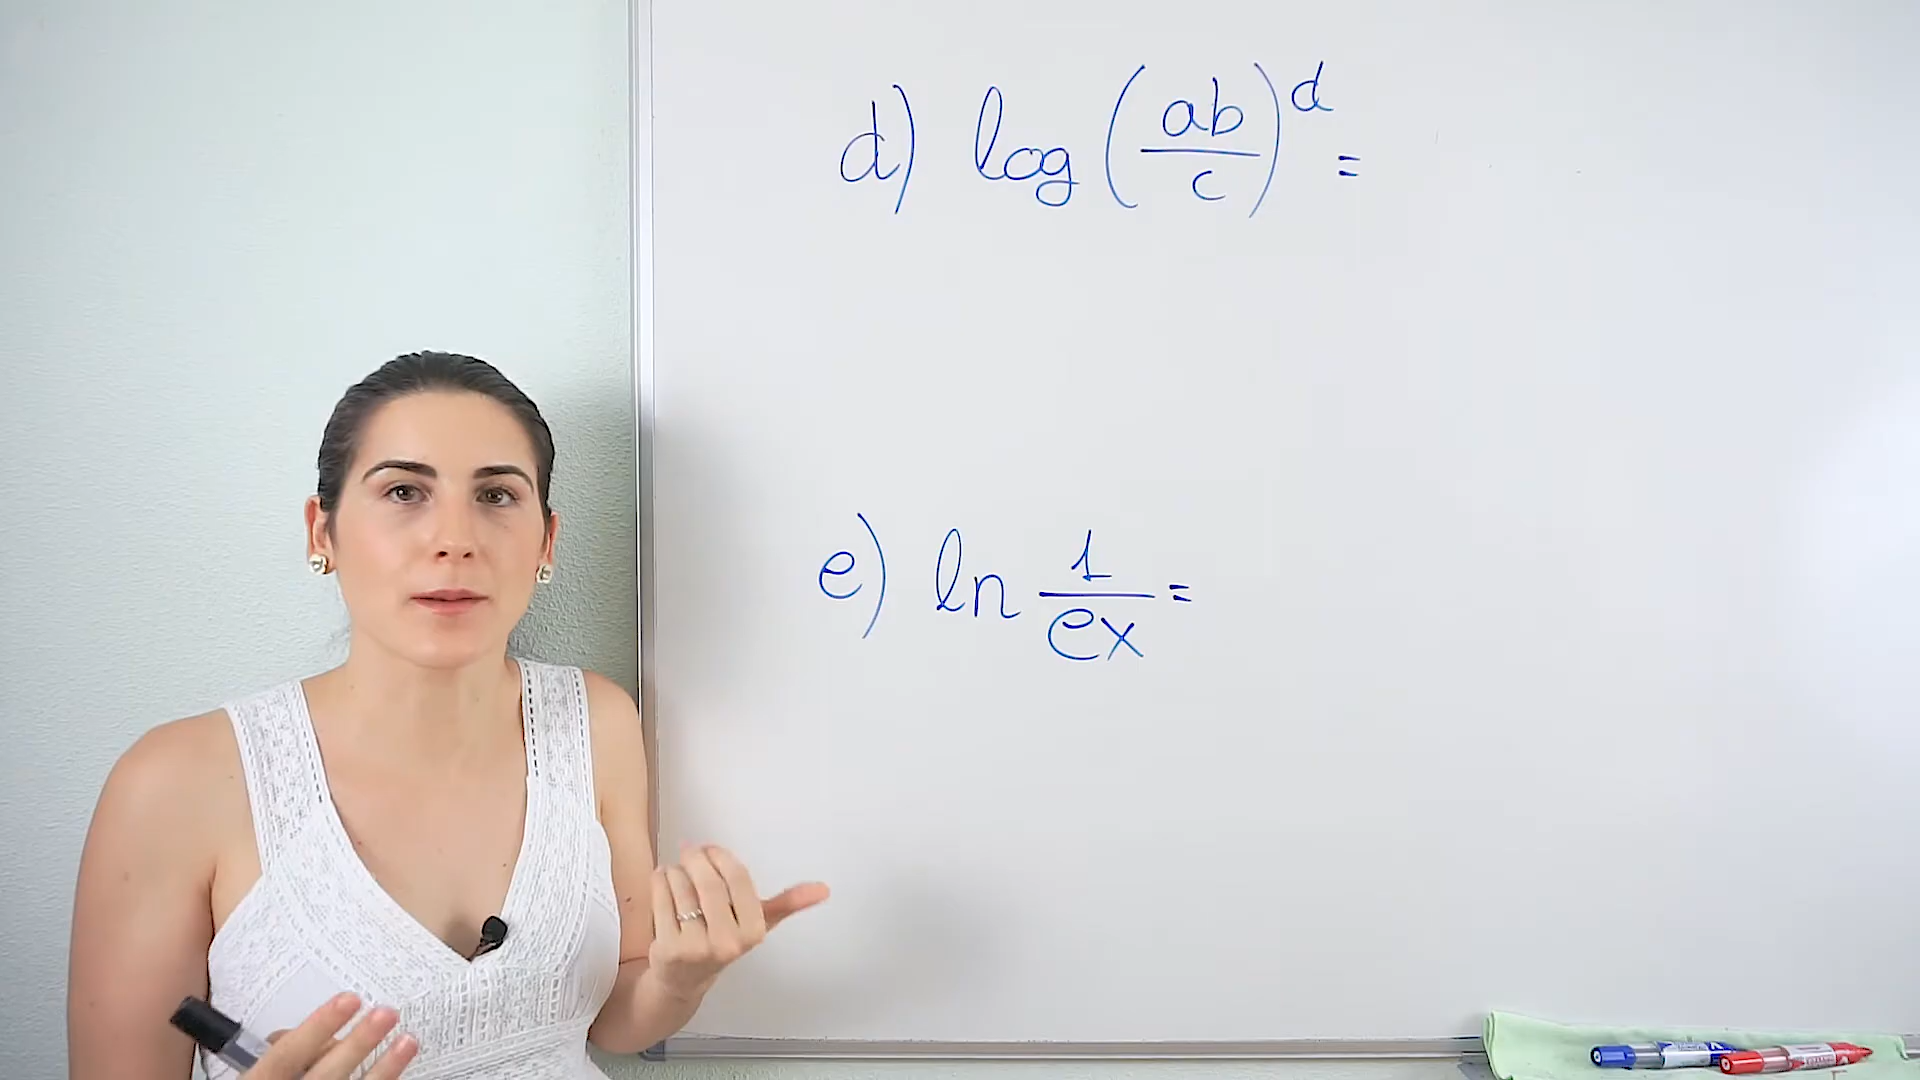 d) log (ab/c)^d =
e) ln 1/ex =